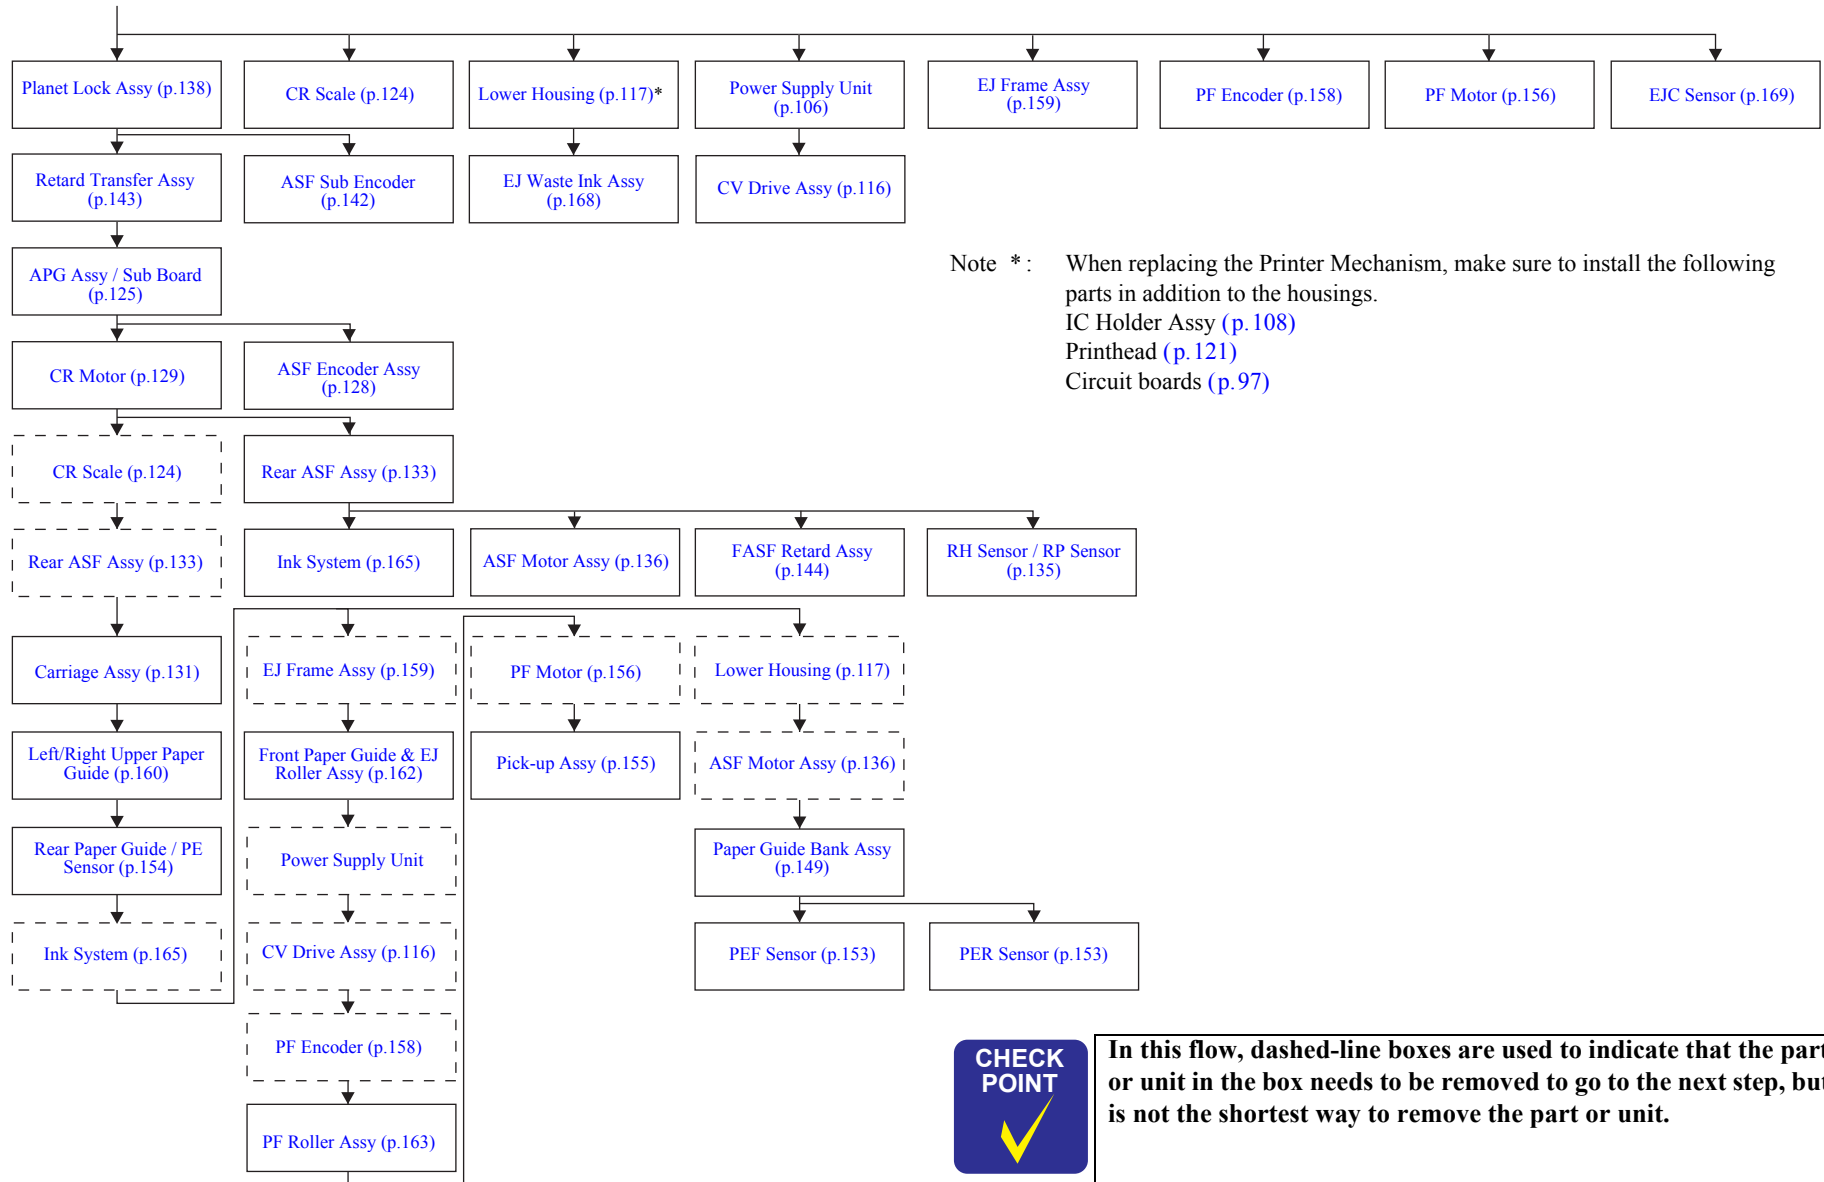 Planet Lock Assy (p.138)
CR Scale (p.124)
Lower Housing (p.117)*
Power Supply Unit
(p.106)
EJ Frame Assy
(p.159)
PF Encoder (p.158)
PF Motor (p.156)
EJC Sensor (p.169)
Retard Transfer Assy
(p.143)
ASF Sub Encoder
(p.142)
EJ Waste Ink Assy
(p.168)
CV Drive Assy (p.116)
APG Assy / Sub Board
(p.125)
Note * : When replacing the Printer Mechanism, make sure to install the following
parts in addition to the housings.
IC Holder Assy (p.108)
Printhead (p.121)
Circuit boards (p.97)
CR Motor (p.129)
ASF Encoder Assy
(p.128)
CR Scale (p.124)
Rear ASF Assy (p.133)
Rear ASF Assy (p.133)
Ink System (p.165)
ASF Motor Assy (p.136)
FASF Retard Assy
(p.144)
RH Sensor / RP Sensor
(p.135)
Carriage Assy (p.131)
EJ Frame Assy (p.159)
PF Motor (p.156)
Lower Housing (p.117)
Left/Right Upper Paper
Guide (p.160)
Front Paper Guide & EJ
Roller Assy (p.162)
Pick-up Assy (p.155)
ASF Motor Assy (p.136)
Rear Paper Guide / PE
Sensor (p.154)
Power Supply Unit
Paper Guide Bank Assy
(p.149)
Ink System (p.165)
CV Drive Assy (p.116)
PEF Sensor (p.153)
PER Sensor (p.153)
PF Encoder (p.158)
PF Roller Assy (p.163)
CHECK
POINT
In this flow, dashed-line boxes are used to indicate that the part
or unit in the box needs to be removed to go to the next step, but
is not the shortest way to remove the part or unit.